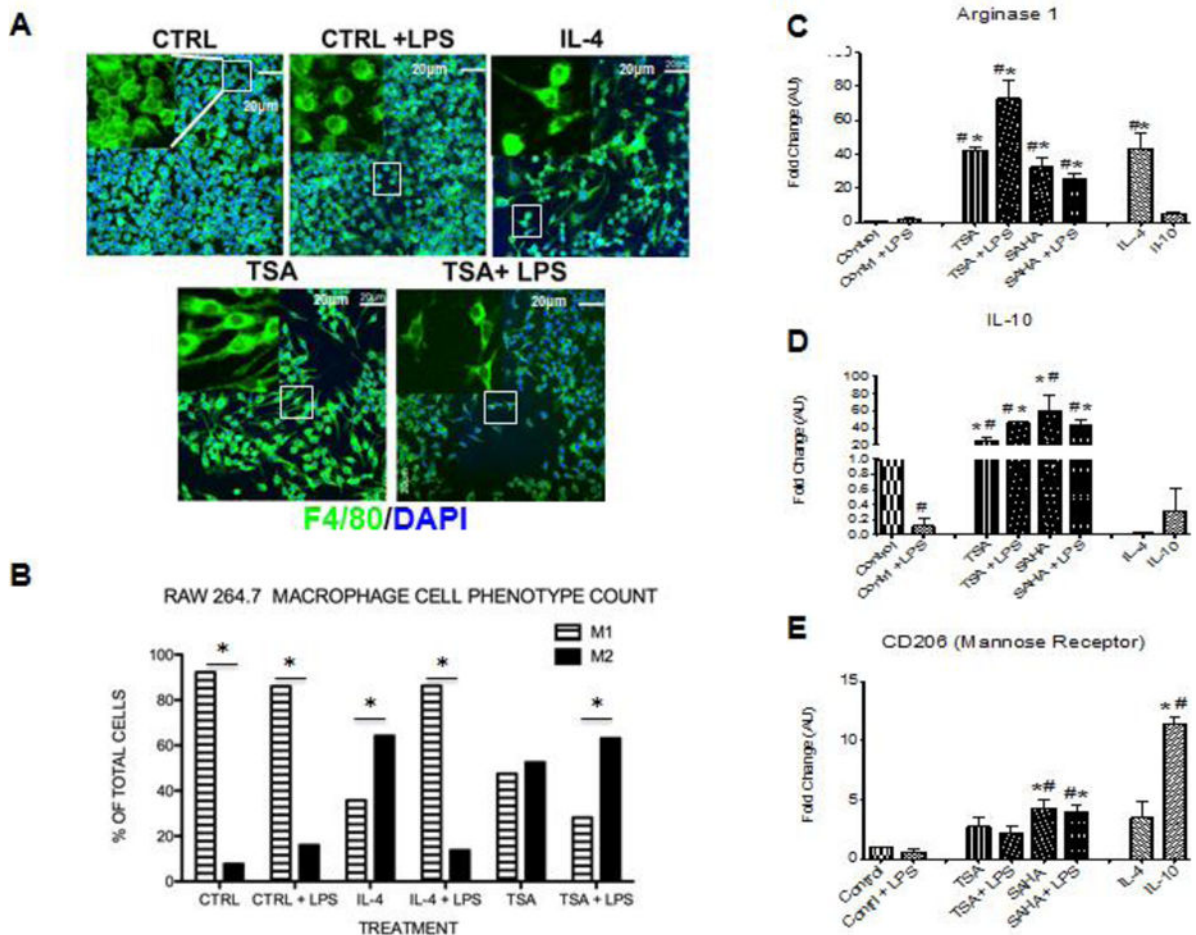 A
CTRL
CTRL +LPS
IL-4
20µm
20µm
20µm
20µm
20µm
TSA
TSA+ LPS
20µm
20µm
F4/80/DAPI
B
RAW 264.7 MACROPHAGE CELL PHENOTYPE COUNT
M1
M2
* * * * *
% OF TOTAL CELLS
100
80
60
40
20
0
CTRL CTRL + LPS IL-4 IL-4 + LPS TSA TSA + LPS
TREATMENT
C
Arginase 1
Fold Change (AU)
80
60
40
20
0
# * #* #* #* #*
Control
Contrl +LPS
TSA
TSA + LPS
SAHA
SAHA + LPS
IL-4
Il-10
D
IL-10
Fold Change (AU)
100
80
60
40
20
1.0
0.8
0.6
0.4
0.2
0.0
# * # # * * # #*
Control
Contrl +LPS
TSA
TSA + LPS
SAHA
SAHA + LPS
IL-4
IL-10
E
CD206 (Mannose Receptor)
Fold Change (AU)
15
10
5
0
*# #* * #
Control
Contrl + LPS
TSA
TSA + LPS
SAHA
SAHA + LPS
IL-4
IL-10